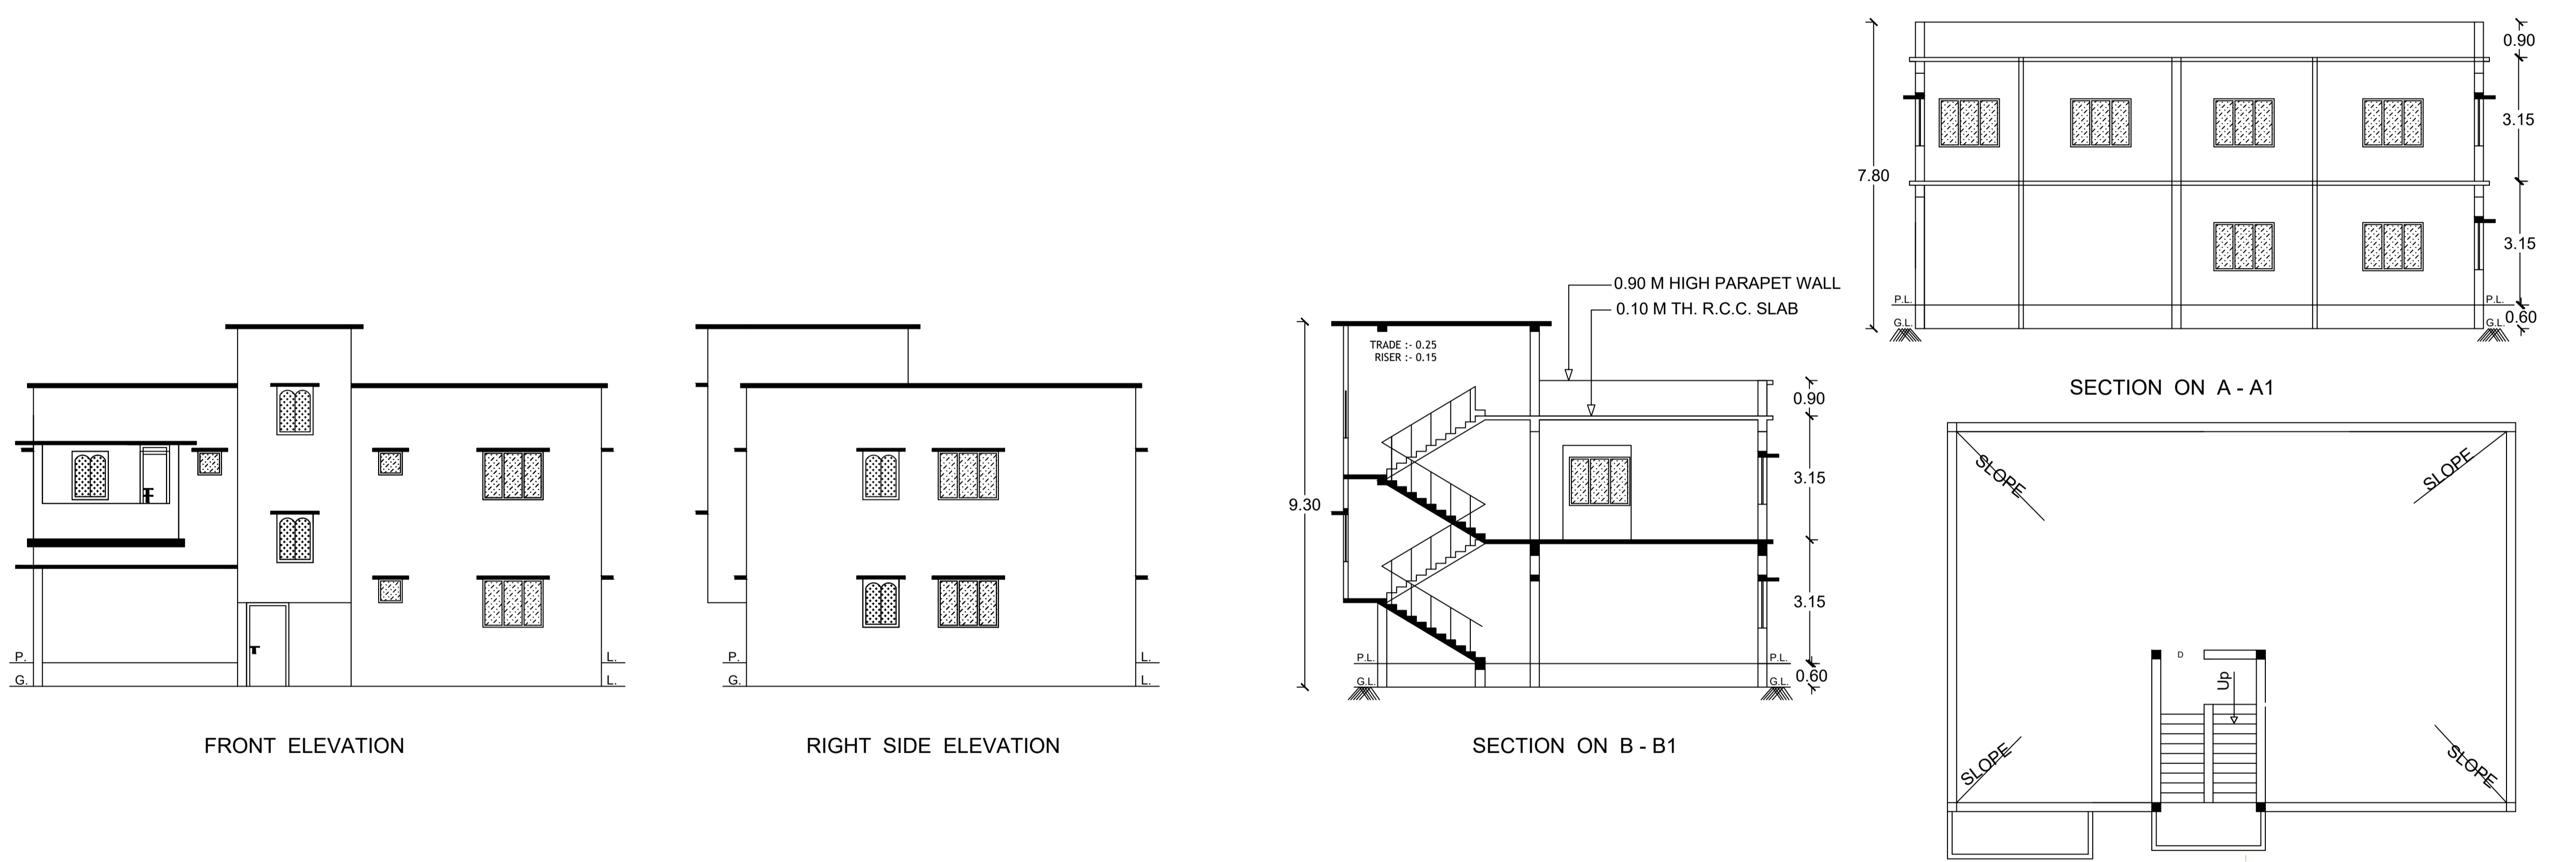 P.
L.
G.
L.
FRONT ELEVATION
P.
L.
G.
L.
RIGHT SIDE ELEVATION
0.90 M HIGH PARAPET WALL
0.10 M TH. R.C.C. SLAB
TRADE :- 0.25
RISER :- 0.15
9.30
0.90
3.15
3.15
P.L.
P.L.
0.60
G.L.
G.L.
SECTION ON B - B1
7.80
0.90
3.15
3.15
P.L.
P.L.
0.60
G.L.
G.L.
SECTION ON A - A1
SLOPE
SLOPE
D
Up
SLOPE
SLOPE